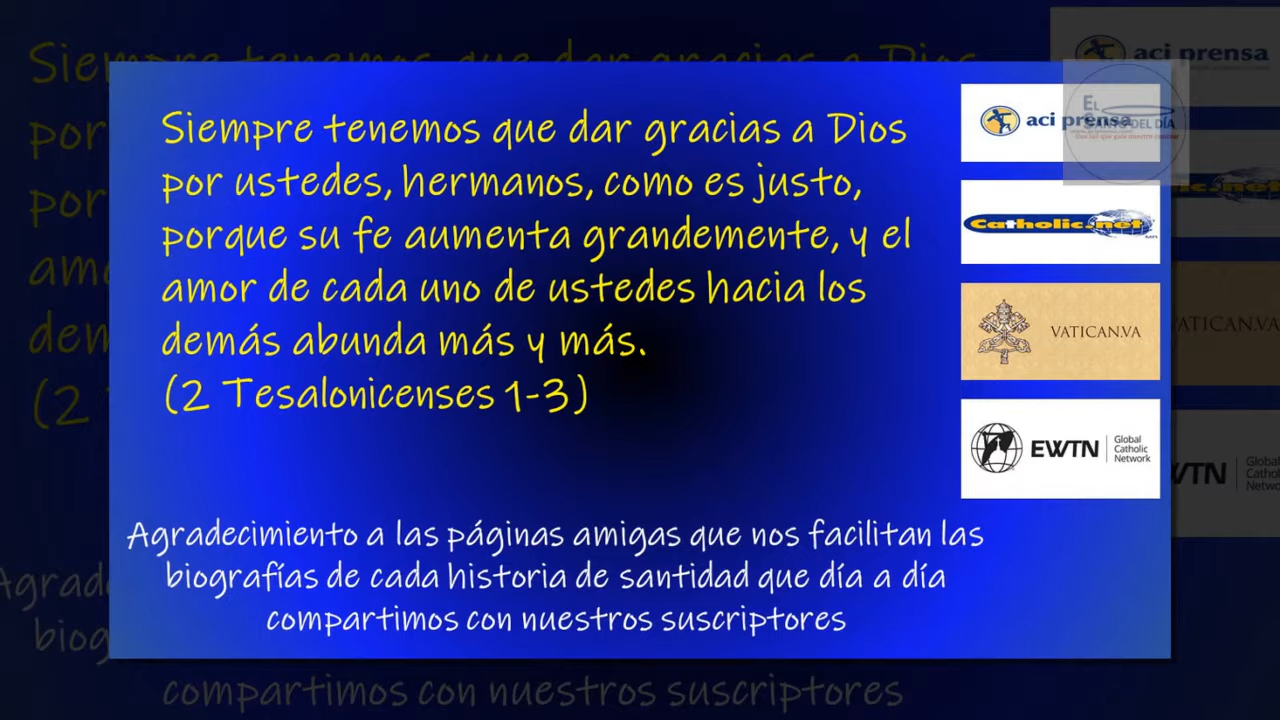 Siempre tenemos que dar gracias a Dios
por ustedes, hermanos, como es justo,
porque su fe aumenta grandemente, y el
amor de cada uno de ustedes hacia los
demás abunda más y más.
(2 Tesalonicenses 1-3)
aci prensa
Catholic.net
VATICAN.VA
EWTN
Global
Catholic
Network
Agradecimiento a las páginas amigas que nos facilitan las
biografías de cada historia de santidad que día a día
compartimos con nuestros suscriptores